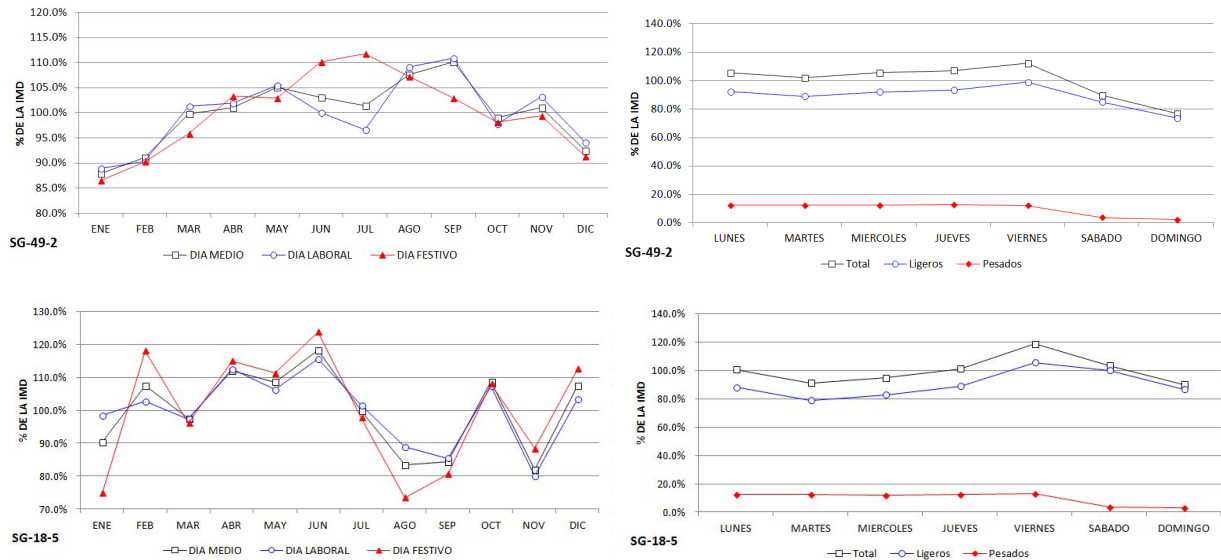 120.0%
115.0%
110.0%
105.0%
100.0%
95.0%
90.0%
85.0%
80.0%
% DE LA IMD
ENE FEB MAR ABR MAY JUN JUL AGO SEP OCT NOV DIC
SG-49-2
DIA MEDIO DIA LABORAL DIA FESTIVO
140.0%
120.0%
100.0%
80.0%
60.0%
40.0%
20.0%
0.0%
% DE LA IMD
LUNES MARTES MIERCOLES JUEVES VIERNES SABADO DOMINGO
SG-49-2
Total Ligeros Pesados
130.0%
120.0%
110.0%
100.0%
90.0%
80.0%
70.0%
% DE LA IMD
ENE FEB MAR ABR MAY JUN JUL AGO SEP OCT NOV DIC
SG-18-5
DIA MEDIO DIA LABORAL DIA FESTIVO
140.0%
120.0%
100.0%
80.0%
60.0%
40.0%
20.0%
0.0%
% DE LA IMD
LUNES MARTES MIERCOLES JUEVES VIERNES SABADO DOMINGO
SG-18-5
Total Ligeros Pesados